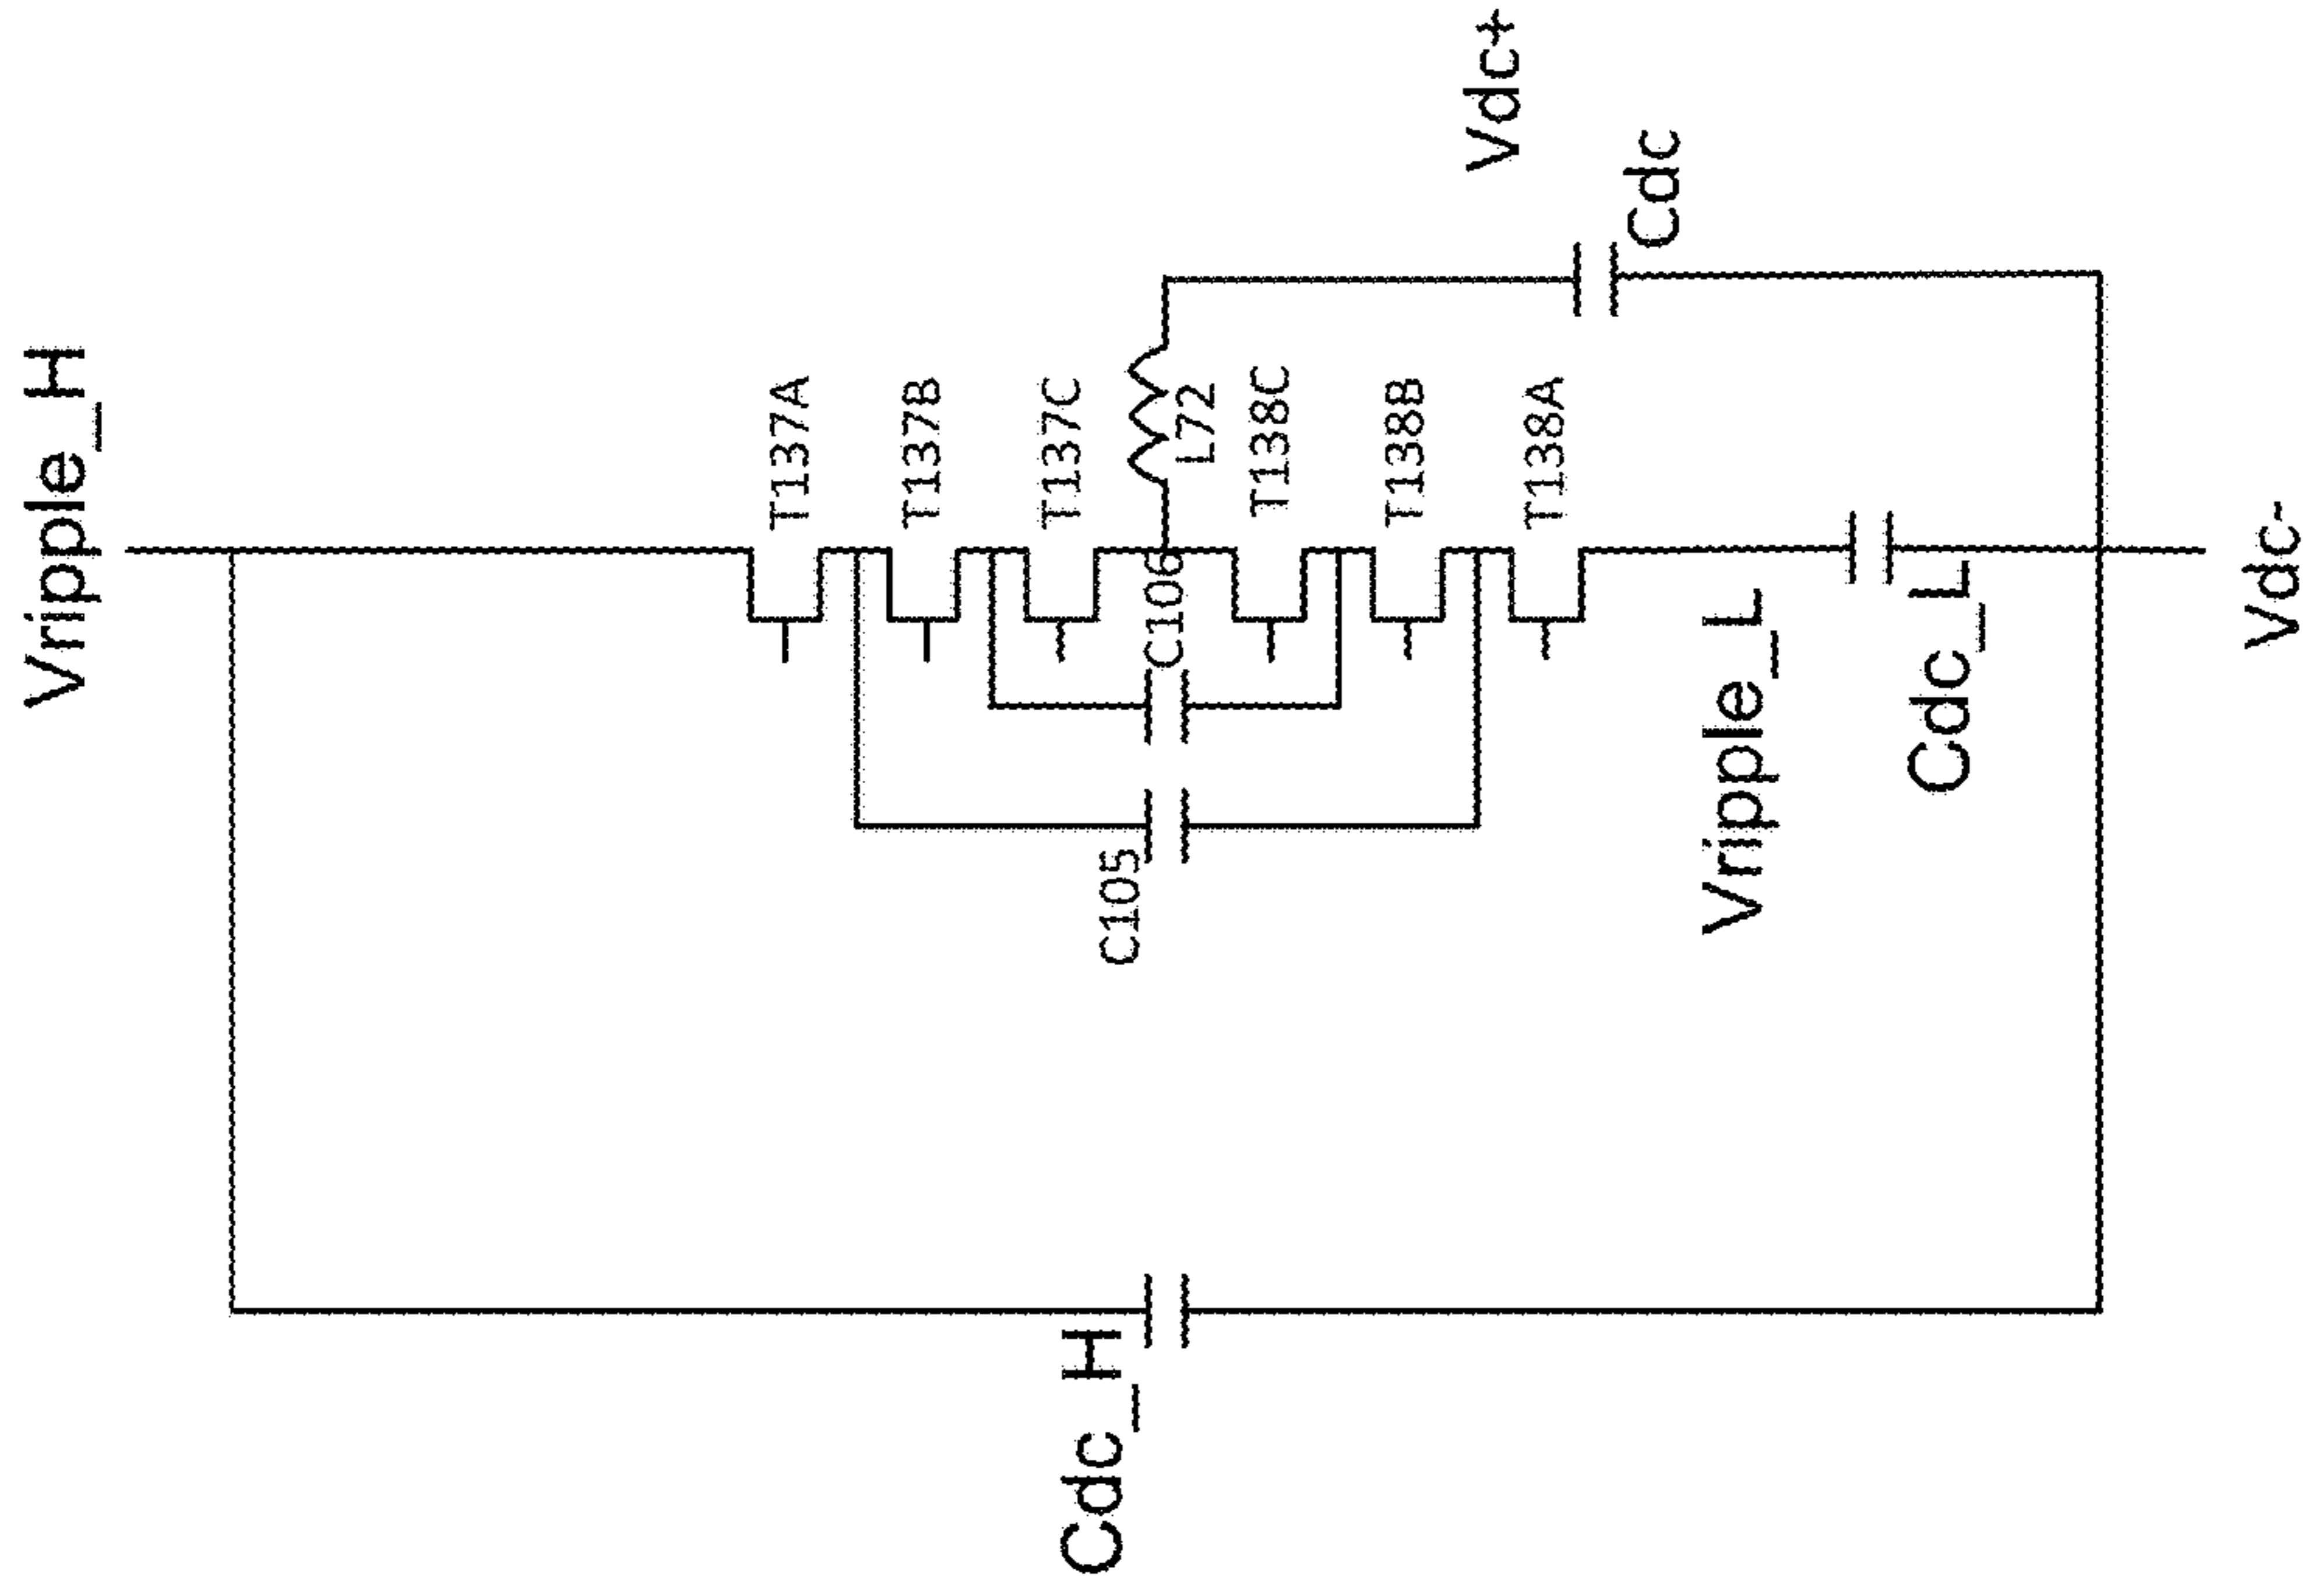 Vripple_H
T137A
T137B
T137C
C106
L72
T138C
T138B
T138A
C105
Vdc+
Cdc
Vripple_L
Cdc_L
Cdc_H
Vdc-